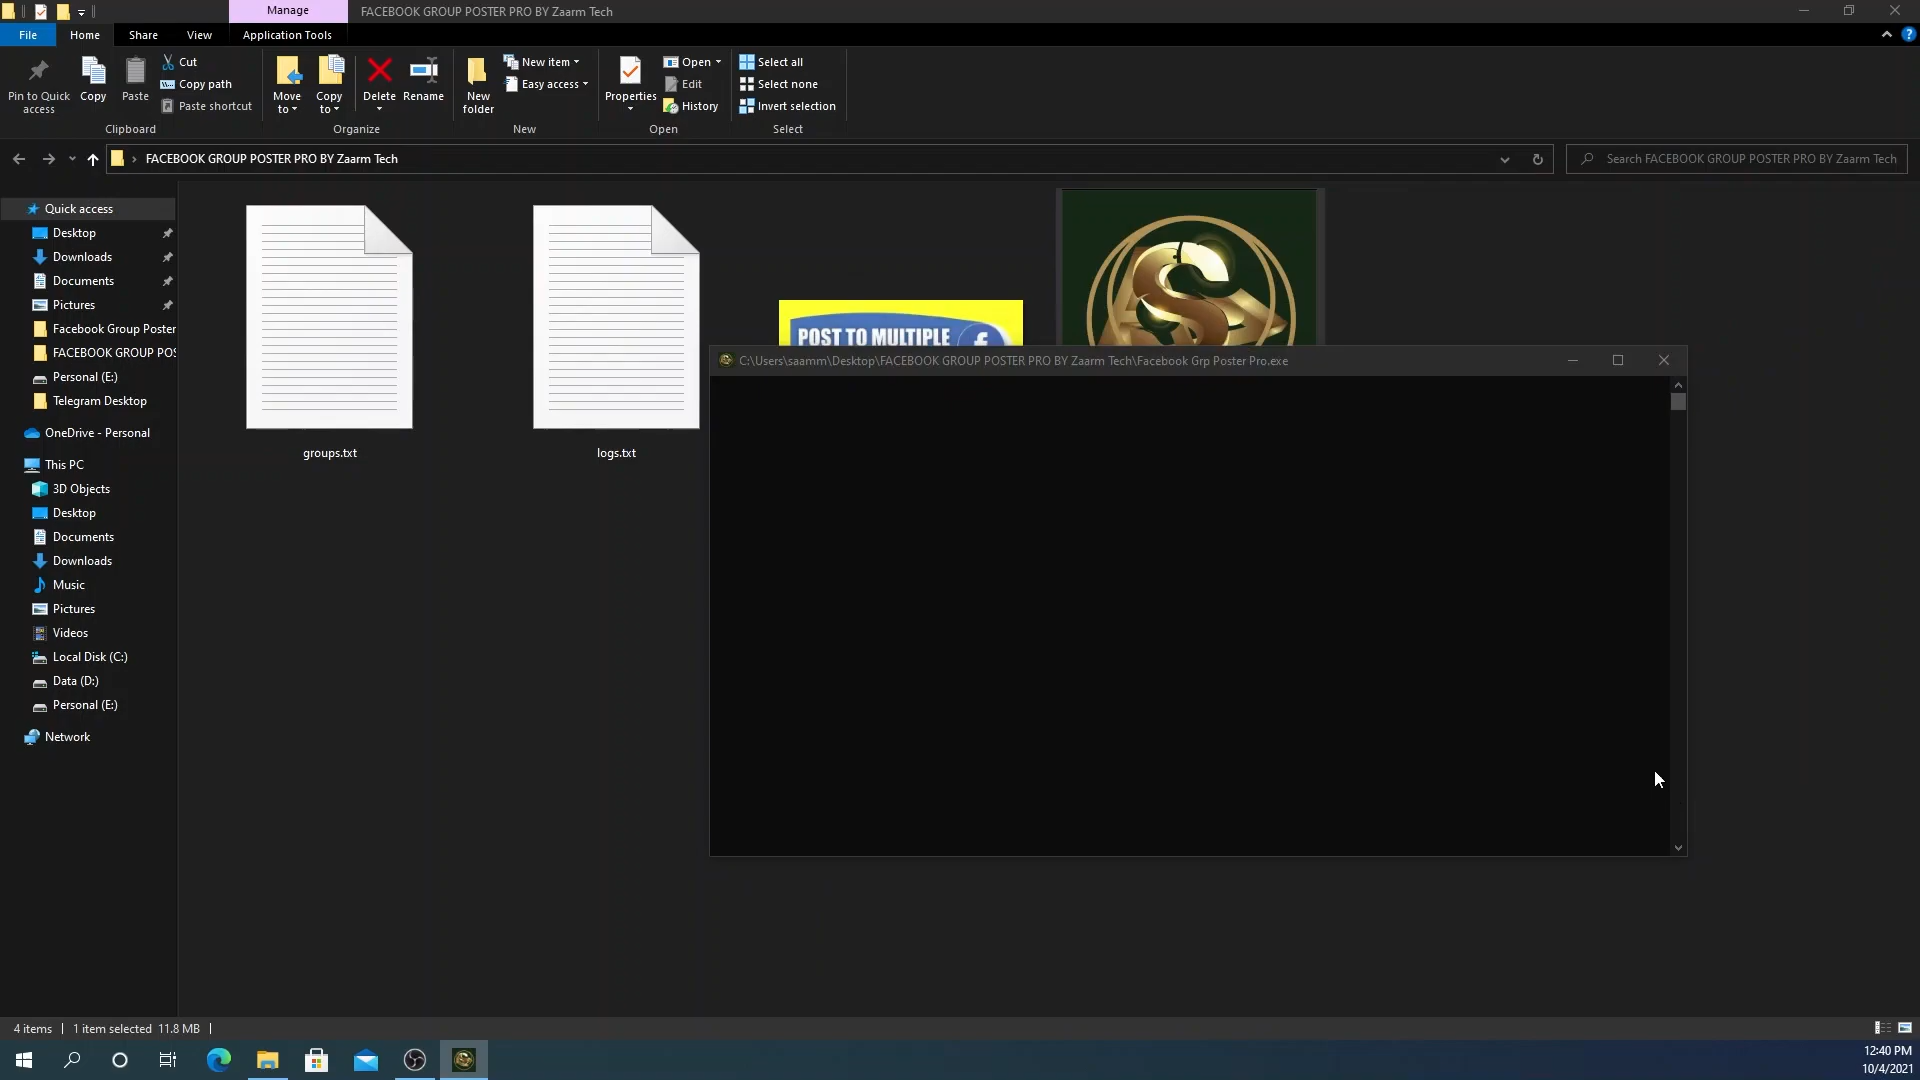 Manage
FACEBOOK GROUP POSTER PRO BY Zaarm Tech
File
Home
Share
View
Application Tools
Pin to Quick access
Copy
Paste
Cut
Copy path
Paste shortcut
Clipboard
Move to
Copy to
Delete
Rename
Organize
New folder
New item
Easy access
New
Properties
Open
Edit
History
Open
Select all
Select none
Invert selection
Select
FACEBOOK GROUP POSTER PRO BY Zaarm Tech
Search FACEBOOK GROUP POSTER PRO BY Zaarm Tech
Quick access
Desktop
Downloads
Documents
Pictures
Facebook Group Poster
FACEBOOK GROUP POS
Personal (E:)
Telegram Desktop
OneDrive - Personal
This PC
3D Objects
Desktop
Documents
Downloads
Music
Pictures
Videos
Local Disk (C:)
Data (D:)
Personal (E:)
Network
groups.txt
logs.txt
POST TO MULTIPLE
C:\Users\saamm\Desktop\FACEBOOK GROUP POSTER PRO BY Zaarm Tech\Facebook Grp Poster Pro.exe
4 items
1 item selected 11.8 MB
12:40 PM
10/4/2021